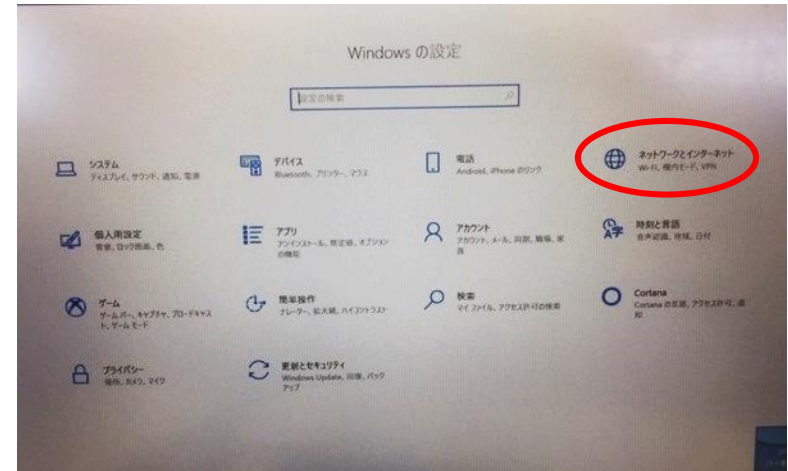 Windows の設定
設定の検索
システム
ディスプレイ、サウンド、通知、電源
デバイス
Bluetooth、プリンター、マウス
電話
Android、iPhone のリンク
ネットワークとインターネット
Wi-Fi、機内モード、VPN
個人用設定
背景、ロック画面、色
アプリ
アンインストール、既定値、オプション
の機能
アカウント
アカウント、メール、同期、職場、家
族
時刻と言語
音声認識、地域、日付
ゲーム
ゲーム バー、キャプチャ、ブロードキャス
ト、ゲーム モード
簡単操作
ナレーター、拡大鏡、ハイコントラスト
検索
マイ ファイル、アクセス許可の検索
Cortana
Cortana の言語、アクセス許可、通
知
プライバシー
場所、カメラ、マイク
更新とセキュリティ
Windows Update、回復、バック
アップ